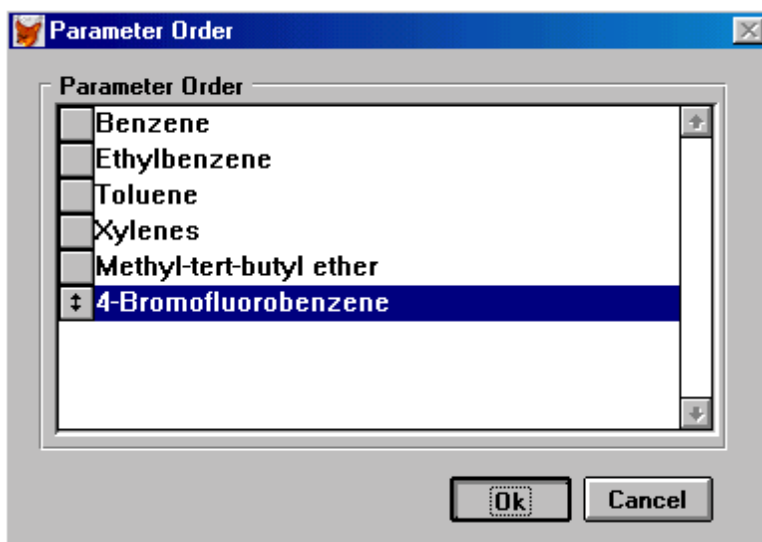 Parameter Order
Parameter Order
Benzene
Ethylbenzene
Toluene
Xylenes
Methyl-tert-butyl ether
4-Bromofluorobenzene
Ok Cancel